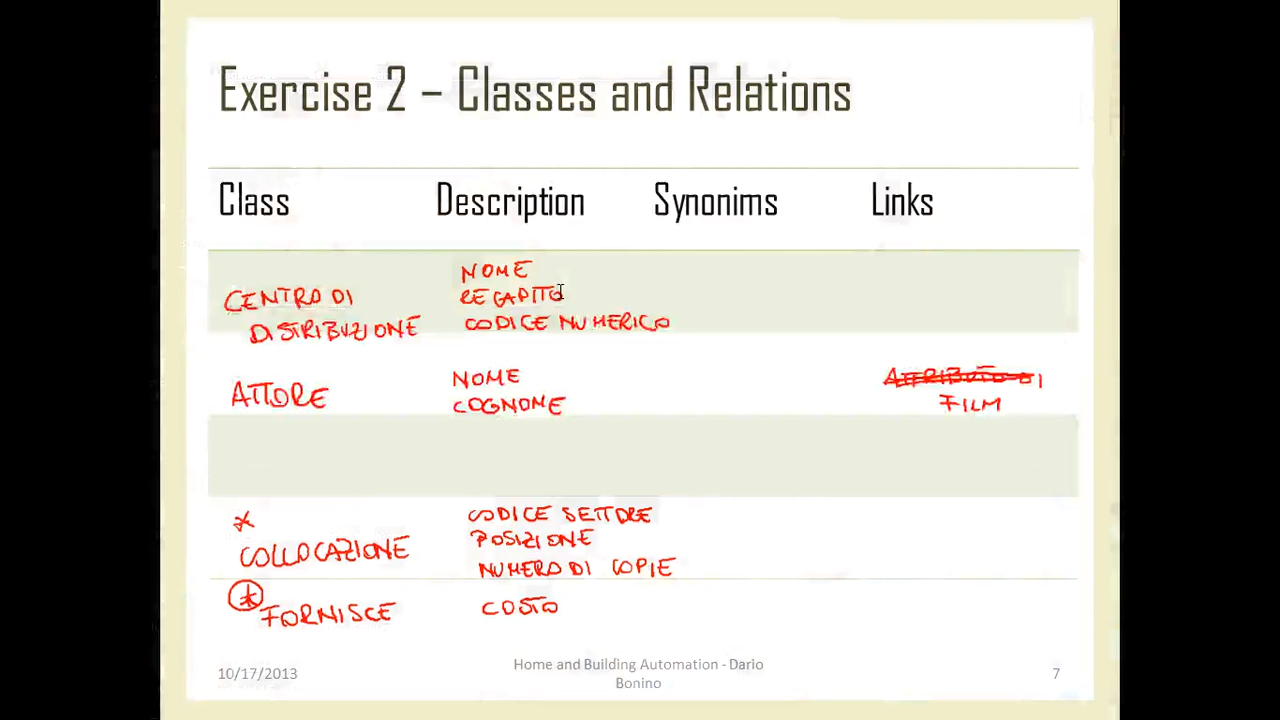 Exercise 2 – Classes and Relations
Class Description Synonims Links
NOME
CENTRO DI RECAPITO
DISTRIBUZIONE CODICE NUMERICO
ATTORE NOME ATTRIBUTO DI
COGNOME FILM
* CODICE SETTORE
COLLOCAZIONE POSIZIONE
NUMERO DI COPIE
* FORNISCE COSTO
10/17/2013 Home and Building Automation - Dario 7
Bonino